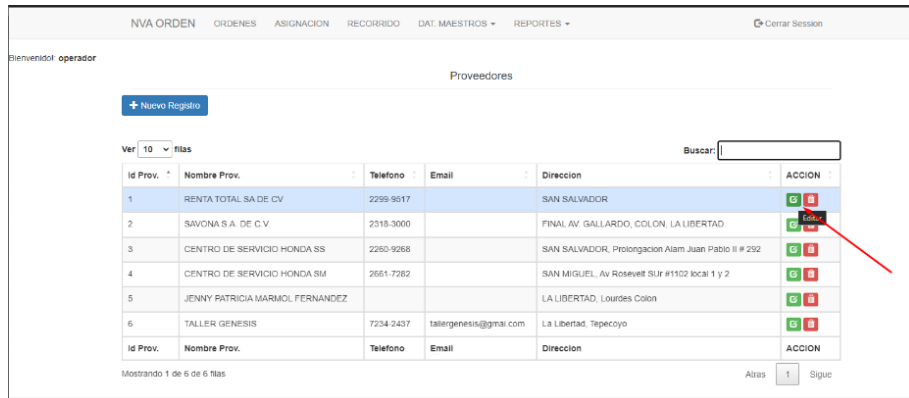 NVA ORDEN ORDENES ASIGNACION RECORRIDO DAT. MAESTROS REPORTES Cerrar Session
Bienvenido!: operador
Proveedores
Nuevo Registro
Ver 10 filas Buscar:
Id Prov. Nombre Prov. Telefono Email Direccion ACCION
1 RENTA TOTAL SA DE CV 2299-9517 SAN SALVADOR
Editar
2 SAVONA S.A. DE C.V 2318-3000 FINAL AV. GALLARDO, COLON, LA LIBERTAD
3 CENTRO DE SERVICIO HONDA SS 2260-9268 SAN SALVADOR, Prolongacion Alam Juan Pablo II # 292
4 CENTRO DE SERVICIO HONDA SM 2661-7282 SAN MIGUEL, Av Rosevelt SUr #1102 local 1 y 2
5 JENNY PATRICIA MARMOL FERNANDEZ LA LIBERTAD, Lourdes Colon
6 TALLER GENESIS 7234-2437 tallergenesis@gmai.com La Libertad, Tepecoyo
Id Prov. Nombre Prov. Telefono Email Direccion ACCION
Mostrando 1 de 6 de 6 filas Atras 1 Sigue